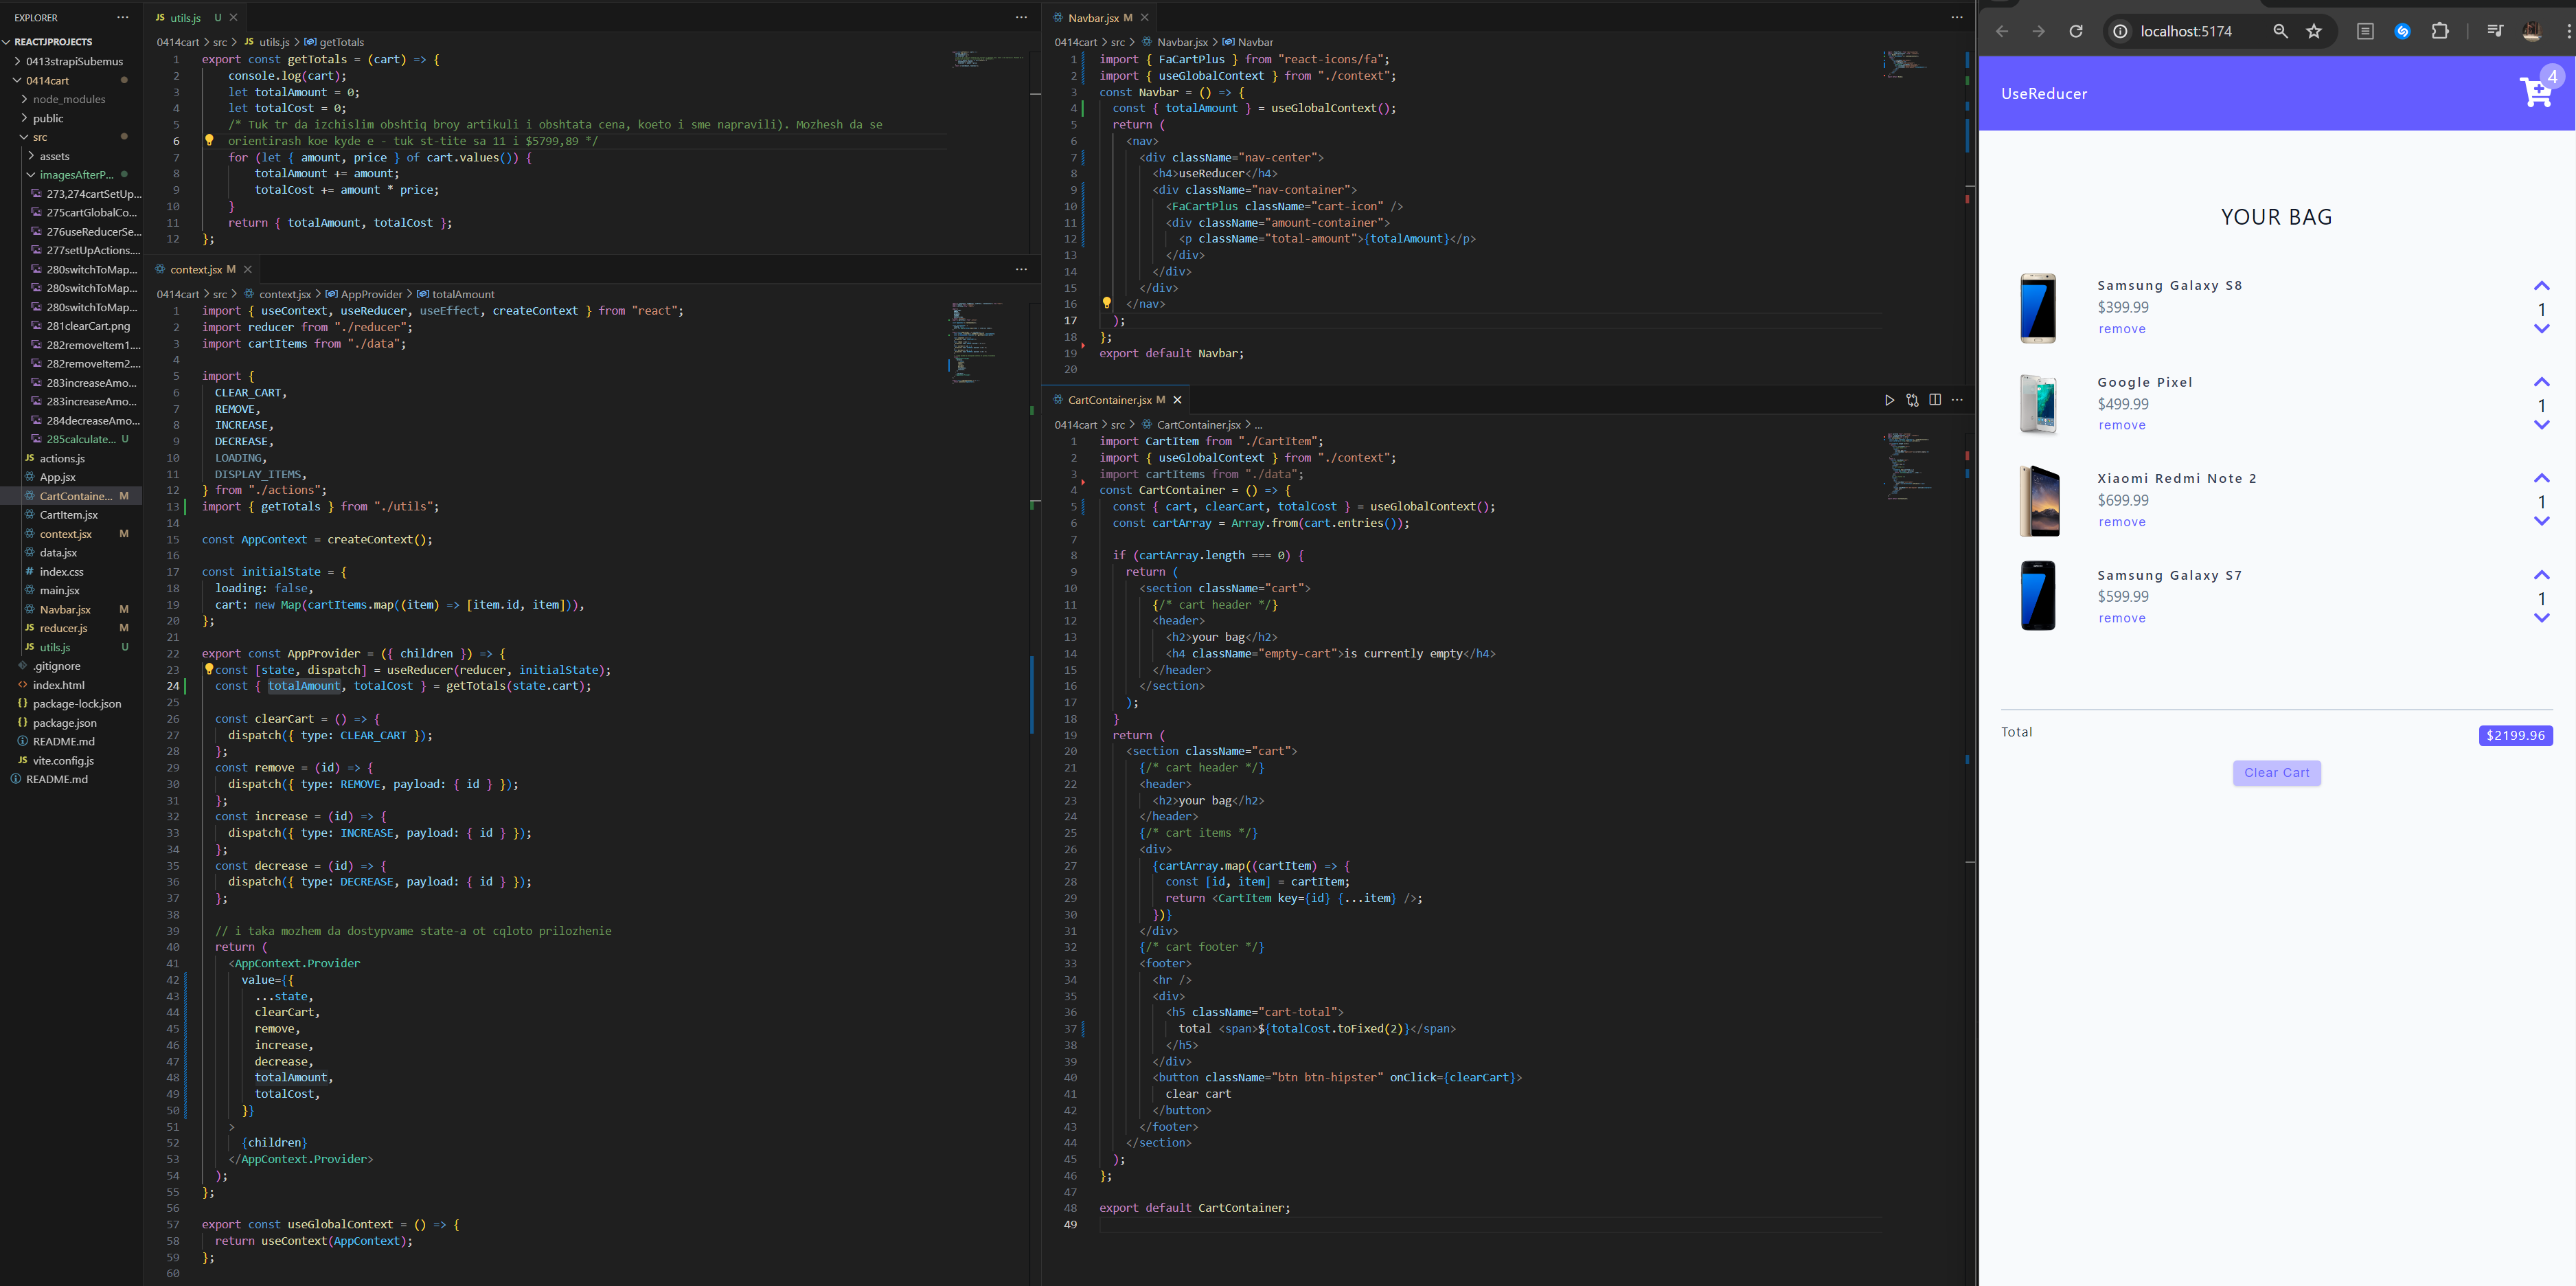 EXPLORER
REACTJPROJECTS
0413strapiSubemus
0414cart
node_modules
public
src
assets
imagesAfterP...
273,274cartSetUp...
275cartGlobalCo...
276useReducerSe...
277setUpActions....
280switchToMap...
280switchToMap...
280switchToMap...
281clearCart.png
282removeItem1....
282removeItem2....
283increaseAmo...
283increaseAmo...
284decreaseAmo...
285calculate... U
JS actions.js
App.jsx
CartContaine... M
CartItem.jsx
context.jsx M
data.jsx
# index.css
main.jsx
Navbar.jsx M
JS reducer.js M
JS utils.js U
.gitignore
<> index.html
{} package-lock.json
{} package.json
README.md
JS vite.config.js
README.md
JS utils.js U
0414cart > src > JS utils.js > getTotals
1 export const getTotals = (cart) => {
2 console.log(cart);
3 let totalAmount = 0;
4 let totalCost = 0;
5 /* Tuk tr da izchislim obshtiq broy artikuli i obshtata cena, koeto i sme napravili). Mozhesh da se
6 orientirash koe kyde e - tuk st-tite sa 11 i $5799,89 */
7 for (let { amount, price } of cart.values()) {
8 totalAmount += amount;
9 totalCost += amount * price;
10 }
11 return { totalAmount, totalCost };
12 };
context.jsx M
0414cart > src > context.jsx > AppProvider > totalAmount
1 import { useContext, useReducer, useEffect, createContext } from "react";
2 import reducer from "./reducer";
3 import cartItems from "./data";
4
5 import {
6 CLEAR_CART,
7 REMOVE,
8 INCREASE,
9 DECREASE,
10 LOADING,
11 DISPLAY_ITEMS,
12 } from "./actions";
13 import { getTotals } from "./utils";
14
15 const AppContext = createContext();
16
17 const initialState = {
18 loading: false,
19 cart: new Map(cartItems.map((item) => [item.id, item])),
20 };
21
22 export const AppProvider = ({ children }) => {
23 const [state, dispatch] = useReducer(reducer, initialState);
24 const { totalAmount, totalCost } = getTotals(state.cart);
25
26 const clearCart = () => {
27 dispatch({ type: CLEAR_CART });
28 };
29 const remove = (id) => {
30 dispatch({ type: REMOVE, payload: { id } });
31 };
32 const increase = (id) => {
33 dispatch({ type: INCREASE, payload: { id } });
34 };
35 const decrease = (id) => {
36 dispatch({ type: DECREASE, payload: { id } });
37 };
38
39 // i taka mozhem da dostypvame state-a ot cqloto prilozhenie
40 return (
41 <AppContext.Provider
42 value={{
43 ...state,
44 clearCart,
45 remove,
46 increase,
47 decrease,
48 totalAmount,
49 totalCost,
50 }}
51 >
52 {children}
53 </AppContext.Provider>
54 );
55 };
56
57 export const useGlobalContext = () => {
58 return useContext(AppContext);
59 };
60
Navbar.jsx M
0414cart > src > Navbar.jsx > Navbar
1 import { FaCartPlus } from "react-icons/fa";
2 import { useGlobalContext } from "./context";
3 const Navbar = () => {
4 const { totalAmount } = useGlobalContext();
5 return (
6 <nav>
7 <div className="nav-center">
8 <h4>useReducer</h4>
9 <div className="nav-container">
10 <FaCartPlus className="cart-icon" />
11 <div className="amount-container">
12 <p className="total-amount">{totalAmount}</p>
13 </div>
14 </div>
15 </div>
16 </nav>
17 );
18 };
19 export default Navbar;
20
CartContainer.jsx M
0414cart > src > CartContainer.jsx > ...
1 import CartItem from "./CartItem";
2 import { useGlobalContext } from "./context";
3 import cartItems from "./data";
4 const CartContainer = () => {
5 const { cart, clearCart, totalCost } = useGlobalContext();
6 const cartArray = Array.from(cart.entries());
7
8 if (cartArray.length === 0) {
9 return (
10 <section className="cart">
11 {/* cart header */}
12 <header>
13 <h2>your bag</h2>
14 <h4 className="empty-cart">is currently empty</h4>
15 </header>
16 </section>
17 );
18 }
19 return (
20 <section className="cart">
21 {/* cart header */}
22 <header>
23 <h2>your bag</h2>
24 </header>
25 {/* cart items */}
26 <div>
27 {cartArray.map((cartItem) => {
28 const [id, item] = cartItem;
29 return <CartItem key={id} {...item} />;
30 })}
31 </div>
32 {/* cart footer */}
33 <footer>
34 <hr />
35 <div>
36 <h5 className="cart-total">
37 total <span>${totalCost.toFixed(2)}</span>
38 </h5>
39 </div>
40 <button className="btn btn-hipster" onClick={clearCart}>
41 clear cart
42 </button>
43 </footer>
44 </section>
45 );
46 };
47
48 export default CartContainer;
49
localhost:5174
UseReducer
4
YOUR BAG
Samsung Galaxy S8
$399.99
remove
1
Google Pixel
$499.99
remove
1
Xiaomi Redmi Note 2
$699.99
remove
1
Samsung Galaxy S7
$599.99
remove
1
Total
$2199.96
Clear Cart